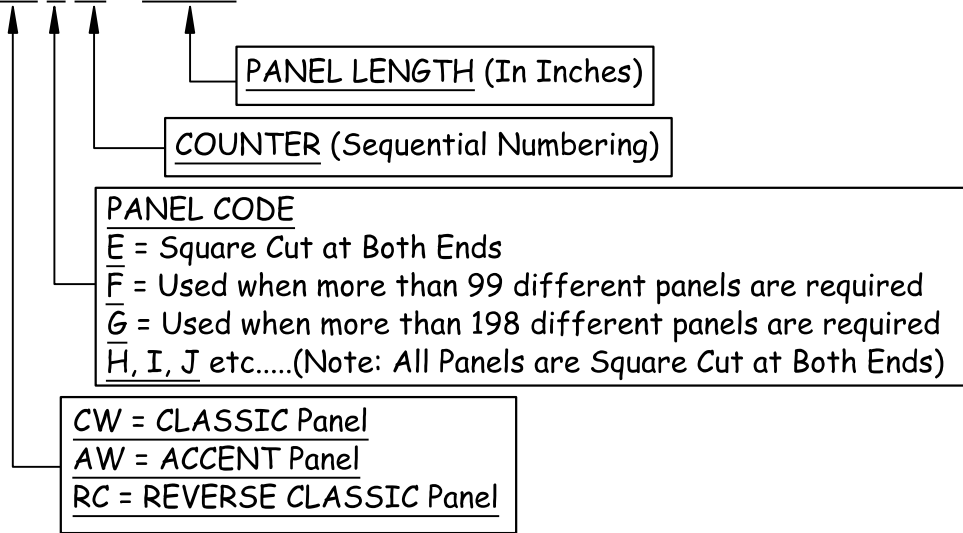 PANEL LENGTH (In Inches)
COUNTER (Sequential Numbering)
PANEL CODE
E = Square Cut at Both Ends
F = Used when more than 99 different panels are required
G = Used when more than 198 different panels are required
H, I, J etc.....(Note: All Panels are Square Cut at Both Ends)
CW = CLASSIC Panel
AW = ACCENT Panel
RC = REVERSE CLASSIC Panel